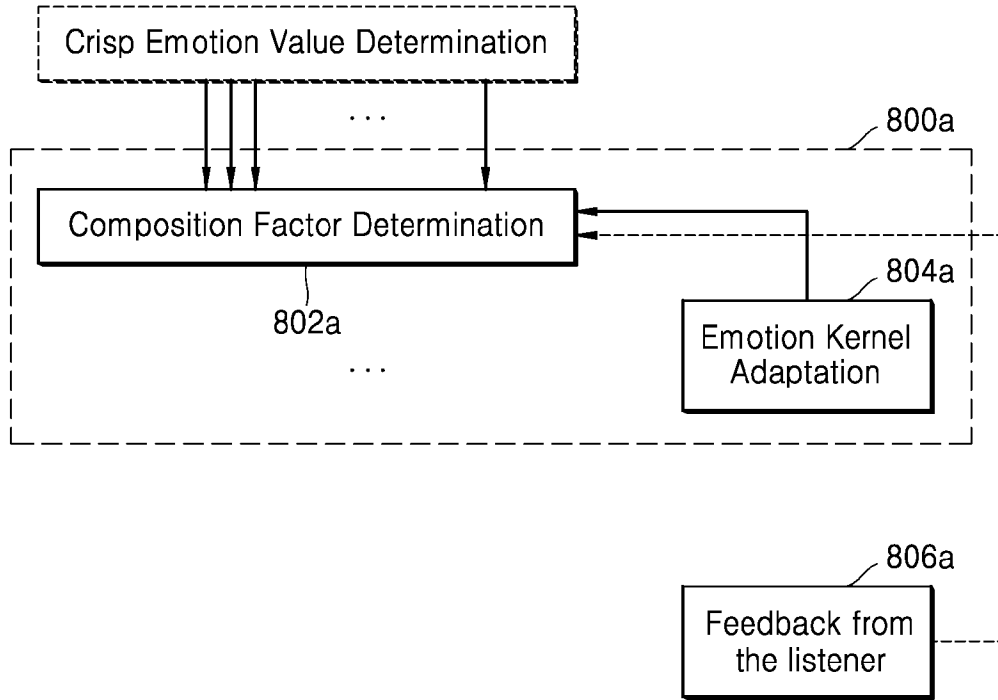 Crisp Emotion Value Determination
...
800a
Composition Factor Determination
802a
804a
Emotion Kernel
Adaptation
...
806a
Feedback from
the listener